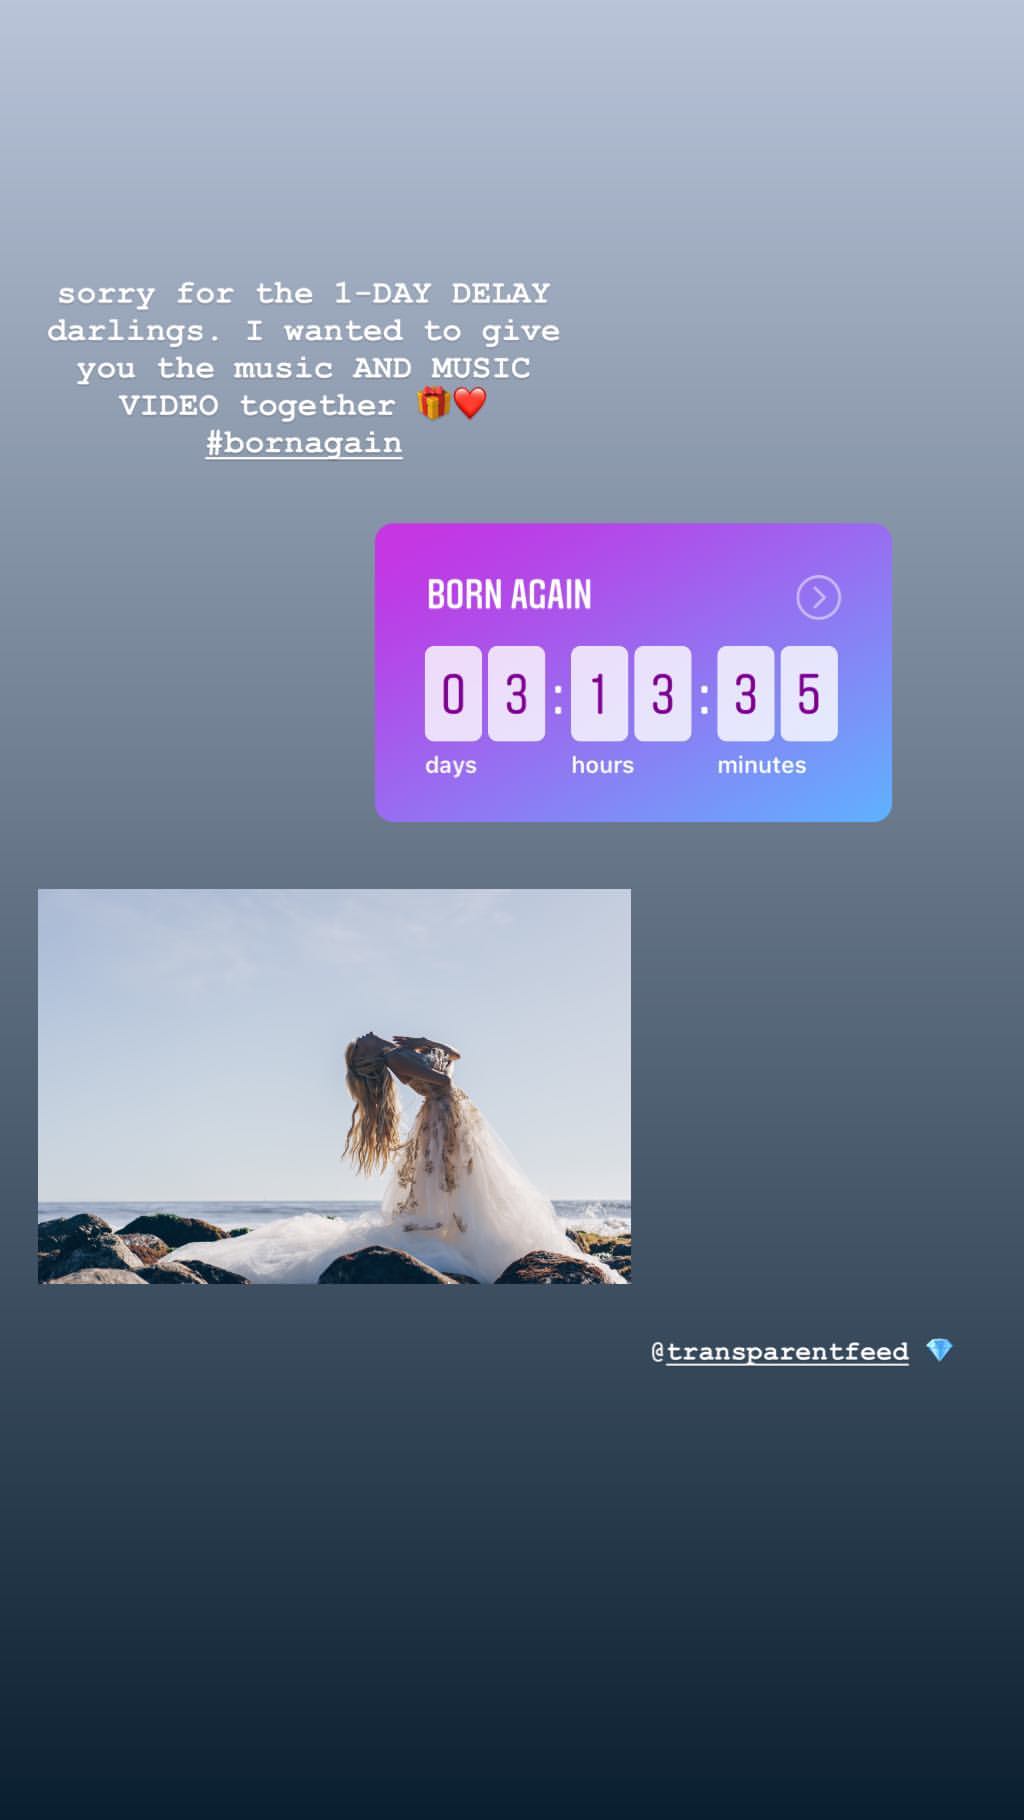 sorry for the 1-DAY DELAY
darlings. I wanted to give
you the music AND MUSIC
VIDEO together 🎁❤️
#bornagain
BORN AGAIN
03:13:35
days hours minutes
@transparentfeed 💎